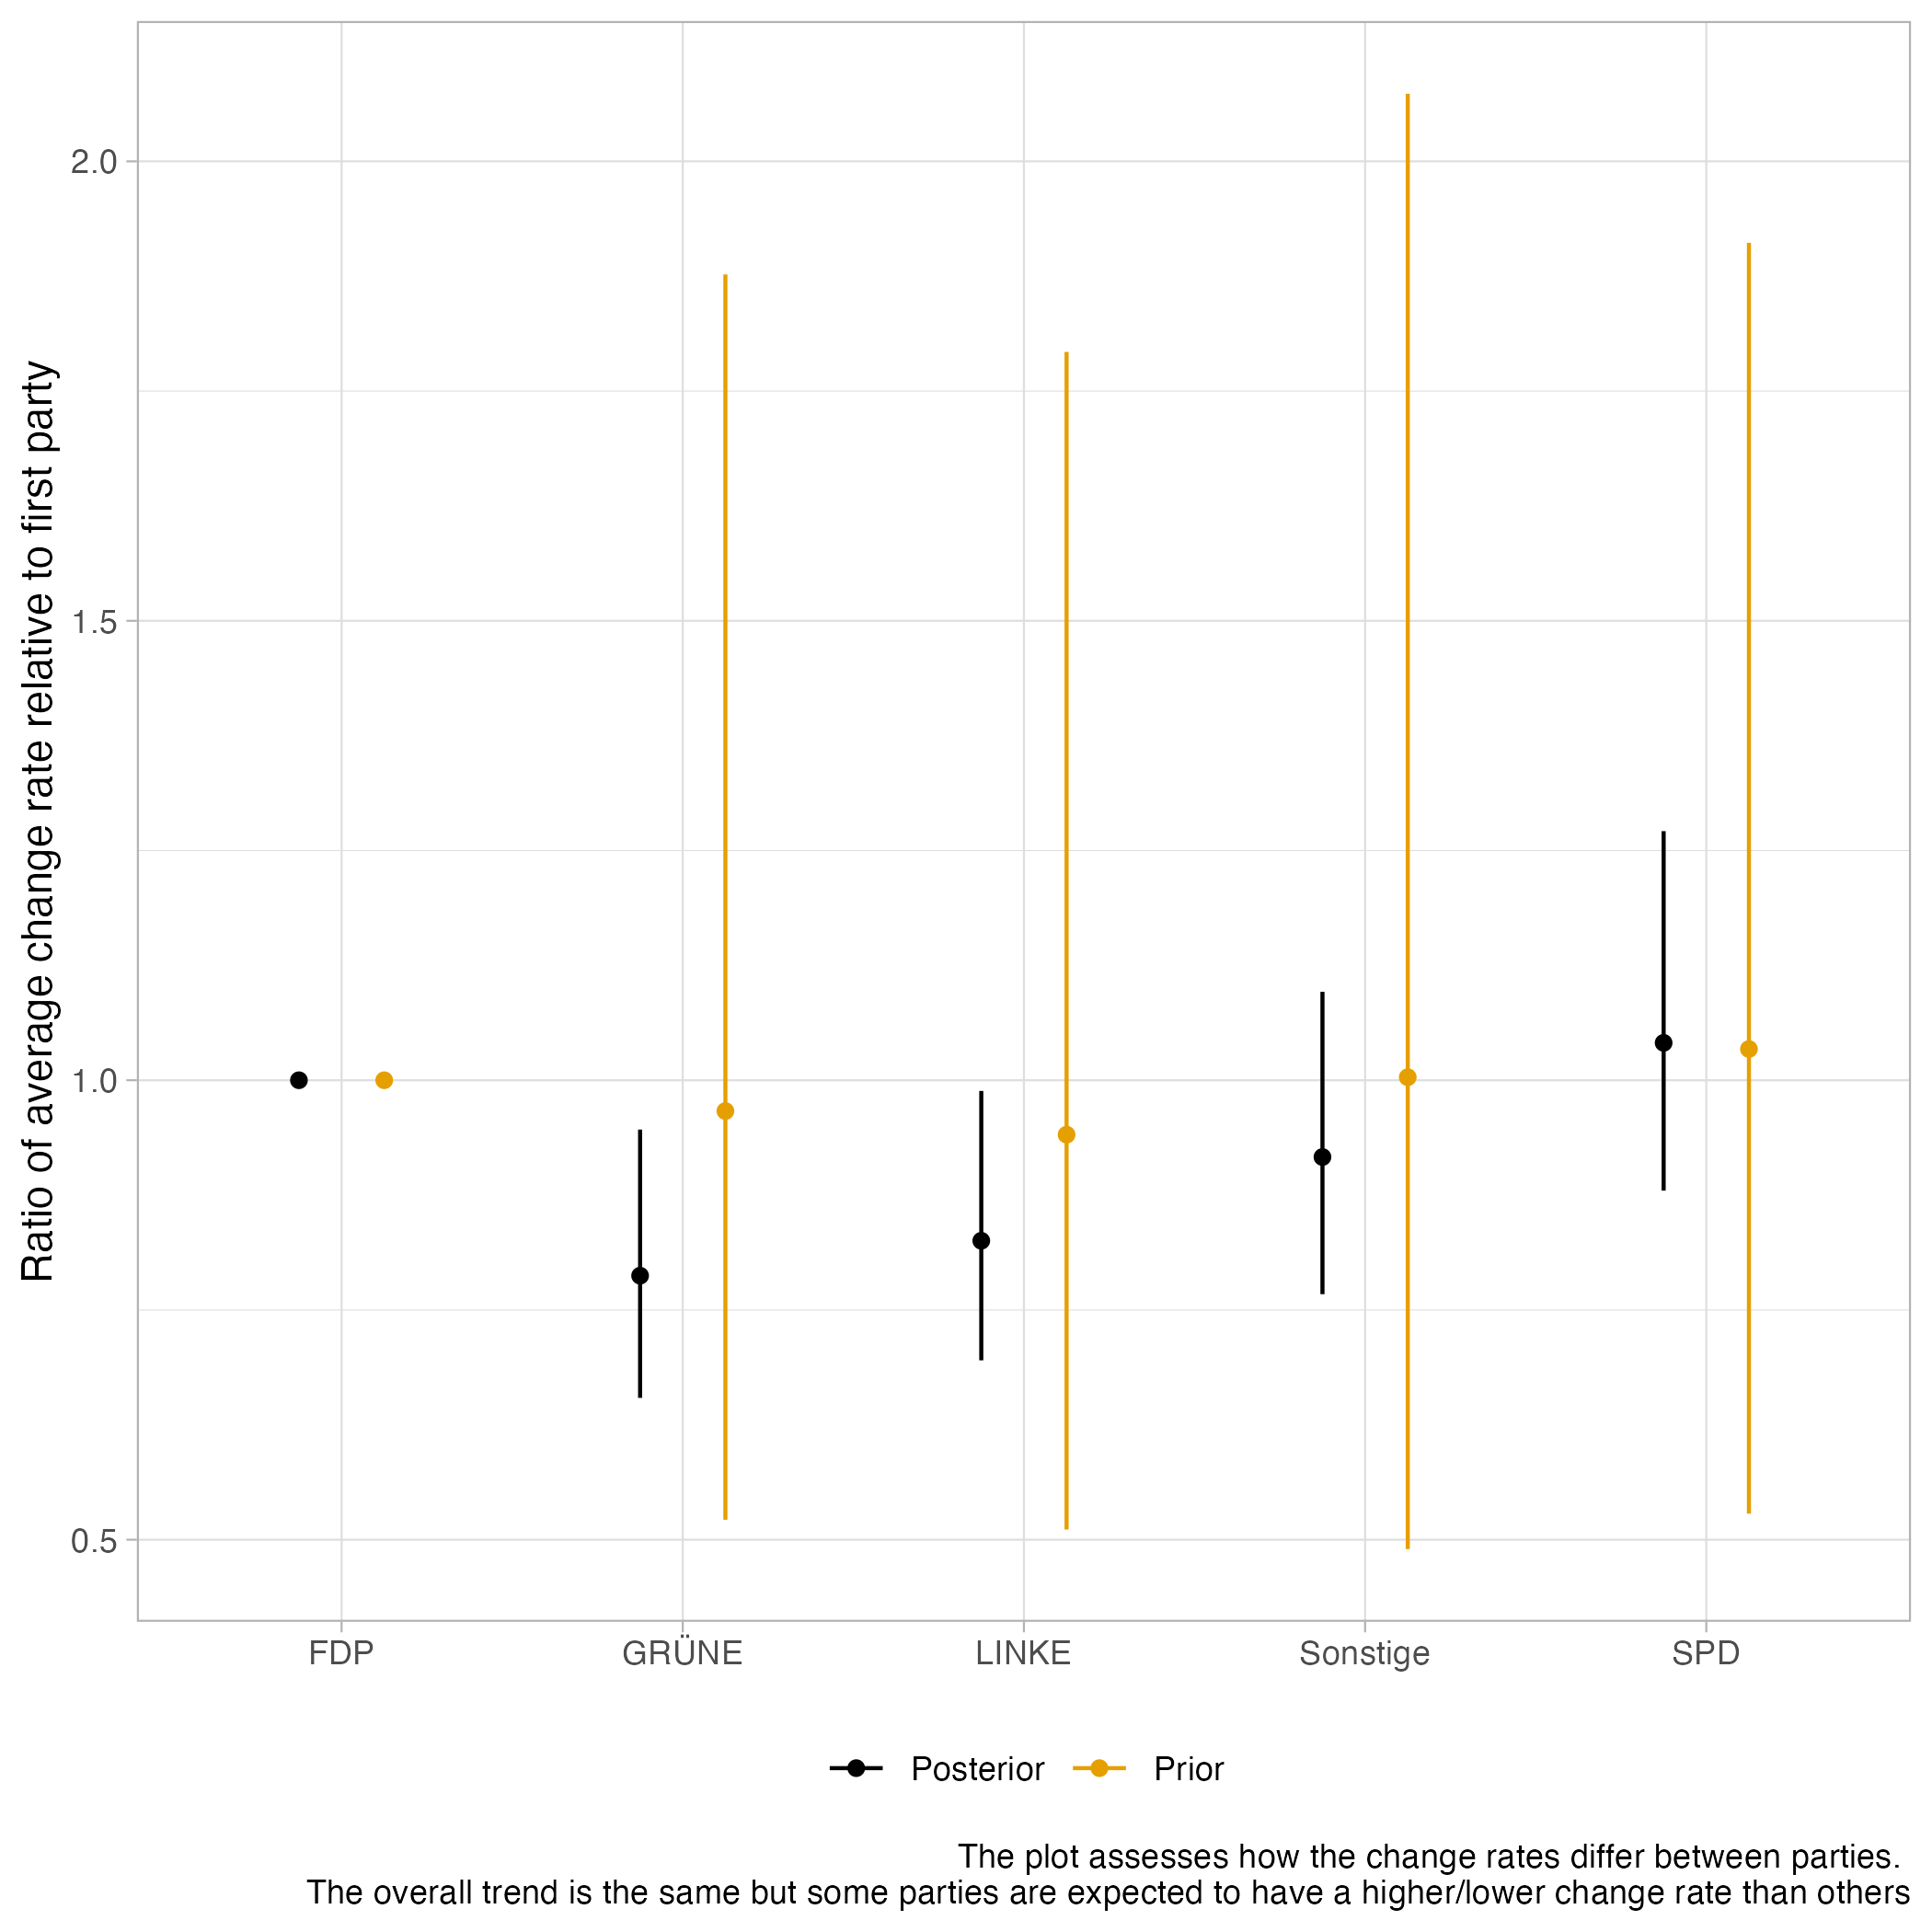 Ratio of average change rate relative to first party
2.0
1.5
1.0
0.5
FDP GRÜNE LINKE Sonstige SPD
Posterior Prior
The plot assesses how the change rates differ between parties.
The overall trend is the same but some parties are expected to have a higher/lower change rate than others